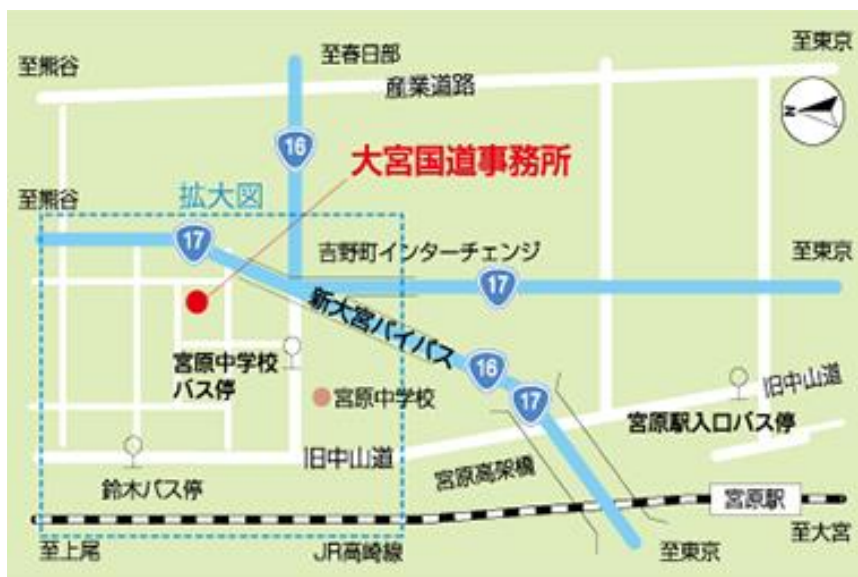 至春日部
至東京
至熊谷
産業道路
N
16
大宮国道事務所
拡大図
至熊谷
17
吉野町インターチェンジ
至東京
17
新大宮バイパス
宮原中学校
バス停
16
17
宮原中学校
旧中山道
宮原駅入口バス停
旧中山道
宮原高架橋
鈴木バス停
宮原駅
至上尾
JR高崎線
至東京
至大宮